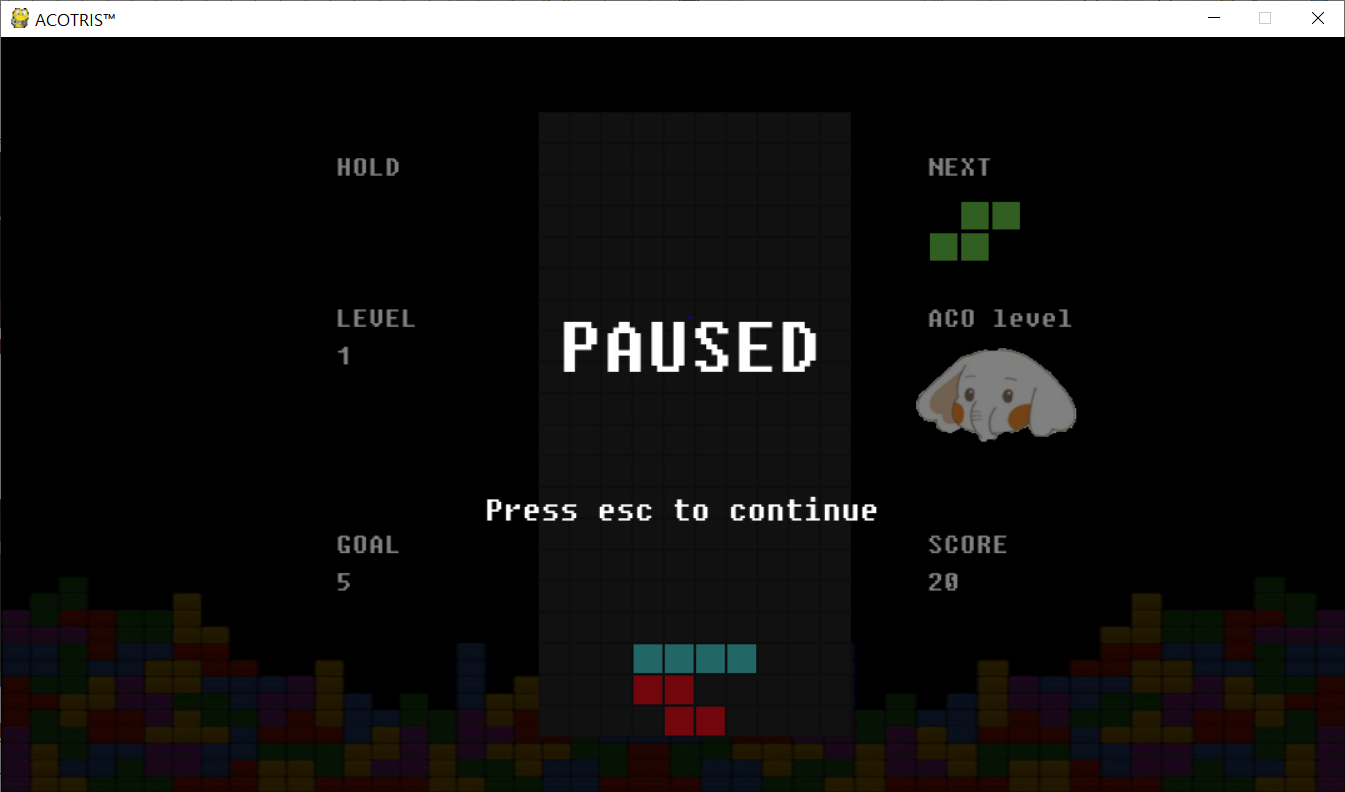 ACOTRIS™
HOLD
NEXT
LEVEL
1
ACO level
PAUSED
Press esc to continue
GOAL
5
SCORE
20